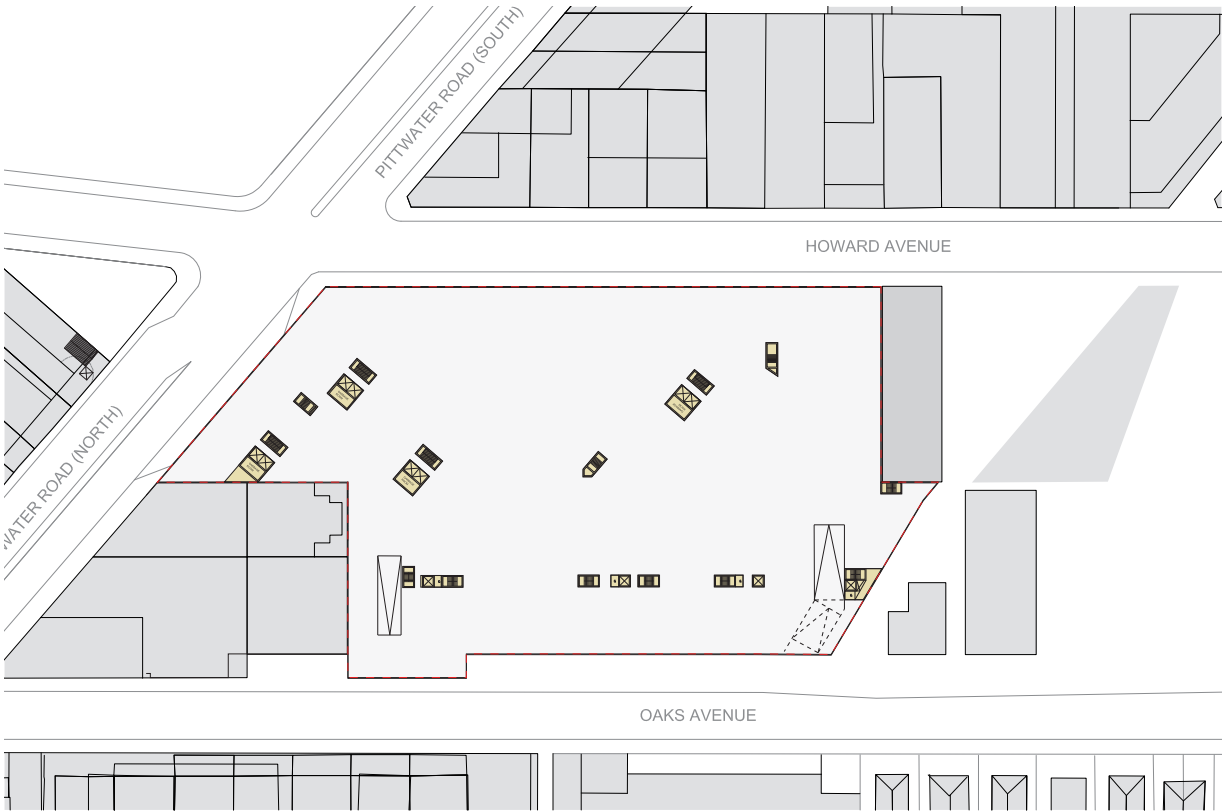 PITTWATER ROAD (SOUTH)
HOWARD AVENUE
WATER ROAD (NORTH)
OAKS AVENUE